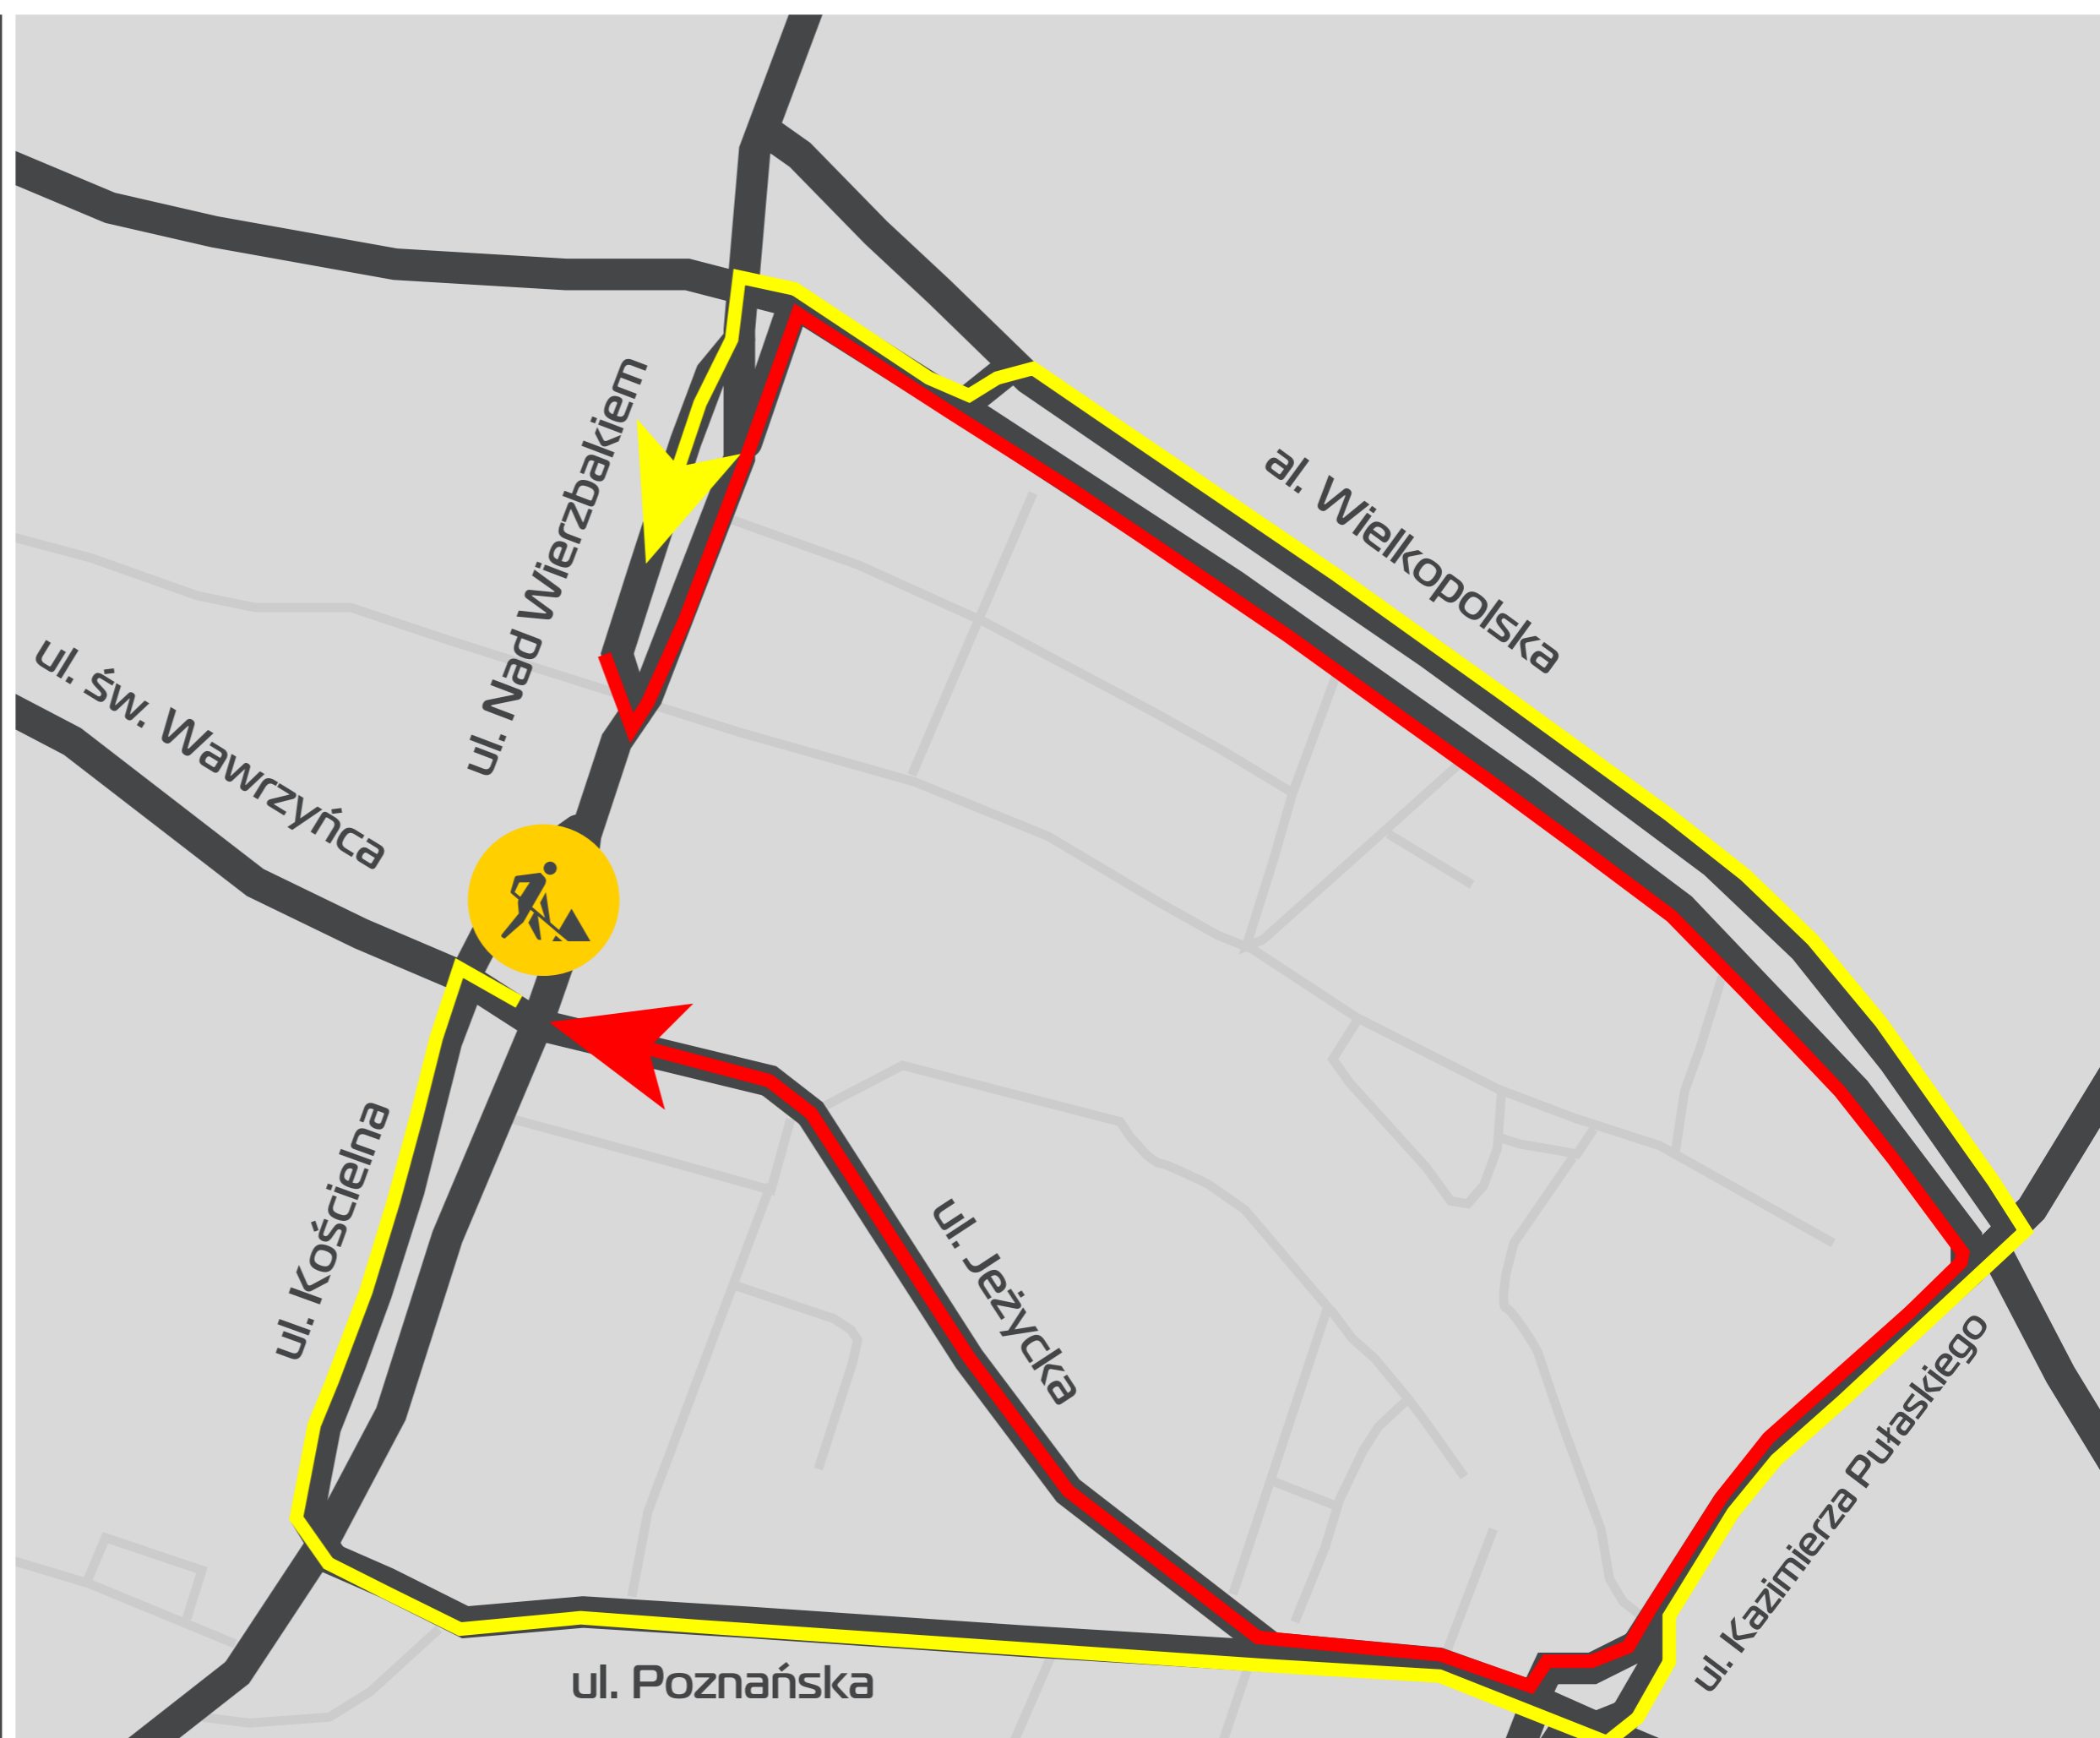 al. Wielkopolska
ul. Nad Wierzbakiem
ul. św. Wawrzyńca
ul. Kościelna
ul. Jeżycka
ul. Kazimierza Pułaskiego
ul. Poznańska